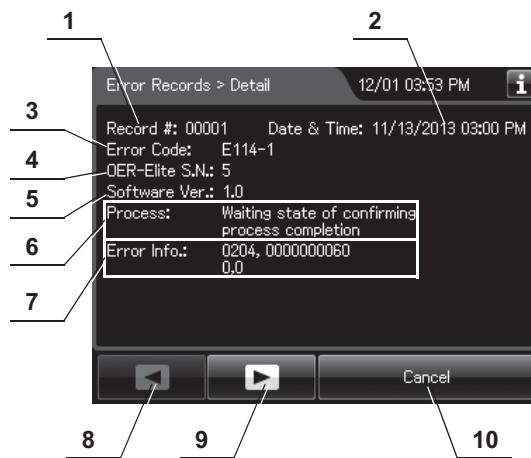 1
2
Error Records > Detail
12/01 03:53 PM
i
3
Record #: 00001
Date & Time: 11/13/2013 03:00 PM
Error Code: E114-1
4
OER-Elite S.N.: 5
5
Software Ver.: 1.0
6
Process: Waiting state of confirming
process completion
7
Error Info.: 0204, 0000000060
0,0
Cancel
8
9
10